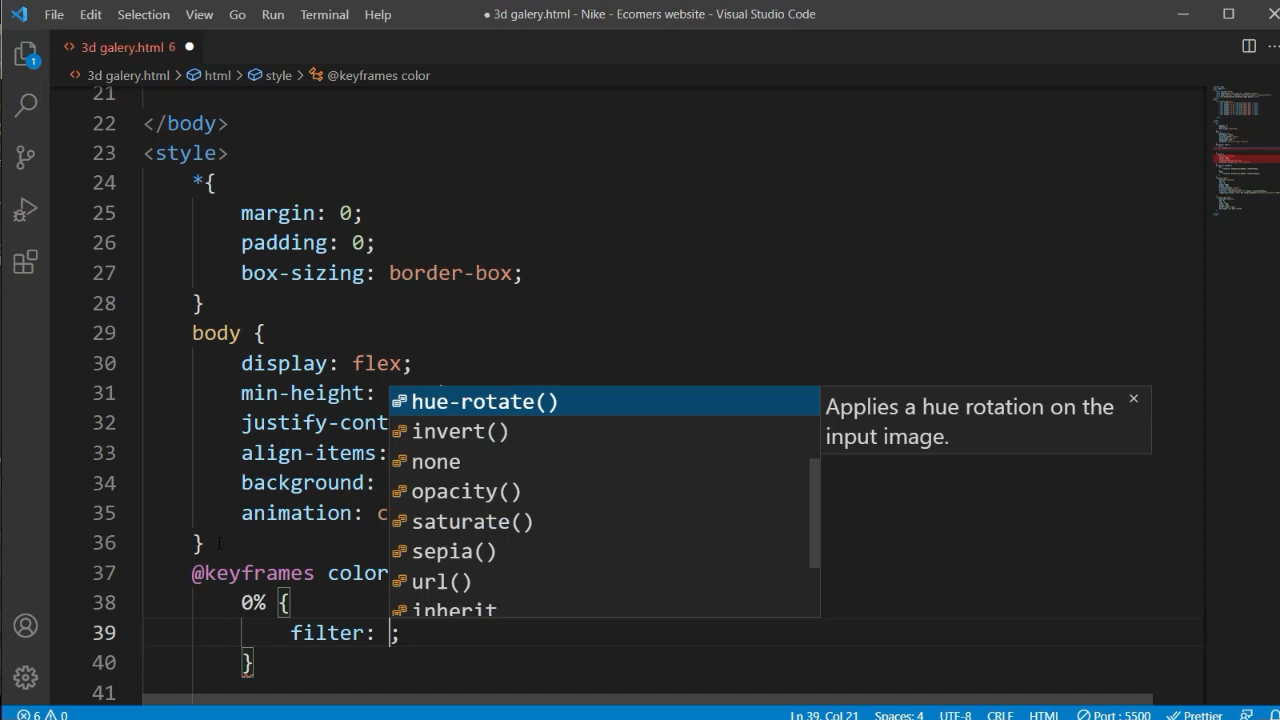 File Edit Selection View Go Run Terminal Help ● 3d galery.html - Nike - Ecomers website - Visual Studio Code
<> 3d galery.html 6 ●
<> 3d galery.html > html > style > @keyframes color
1
21
22 </body>
23 <style>
24 *{
25 margin: 0;
26 padding: 0;
27 box-sizing: border-box;
28 }
29 body {
30 display: flex;
31 min-height:
32 justify-cont
33 align-items:
34 background:
35 animation: c
36 }
37 @keyframes color
38 0% {
39 filter: ;
40 }
41
hue-rotate()
invert()
none
opacity()
saturate()
sepia()
url()
inherit
Applies a hue rotation on the
input image.
6 0 Ln 39, Col 21 Spaces: 4 UTF-8 CRLF HTML Port : 5500 Prettier